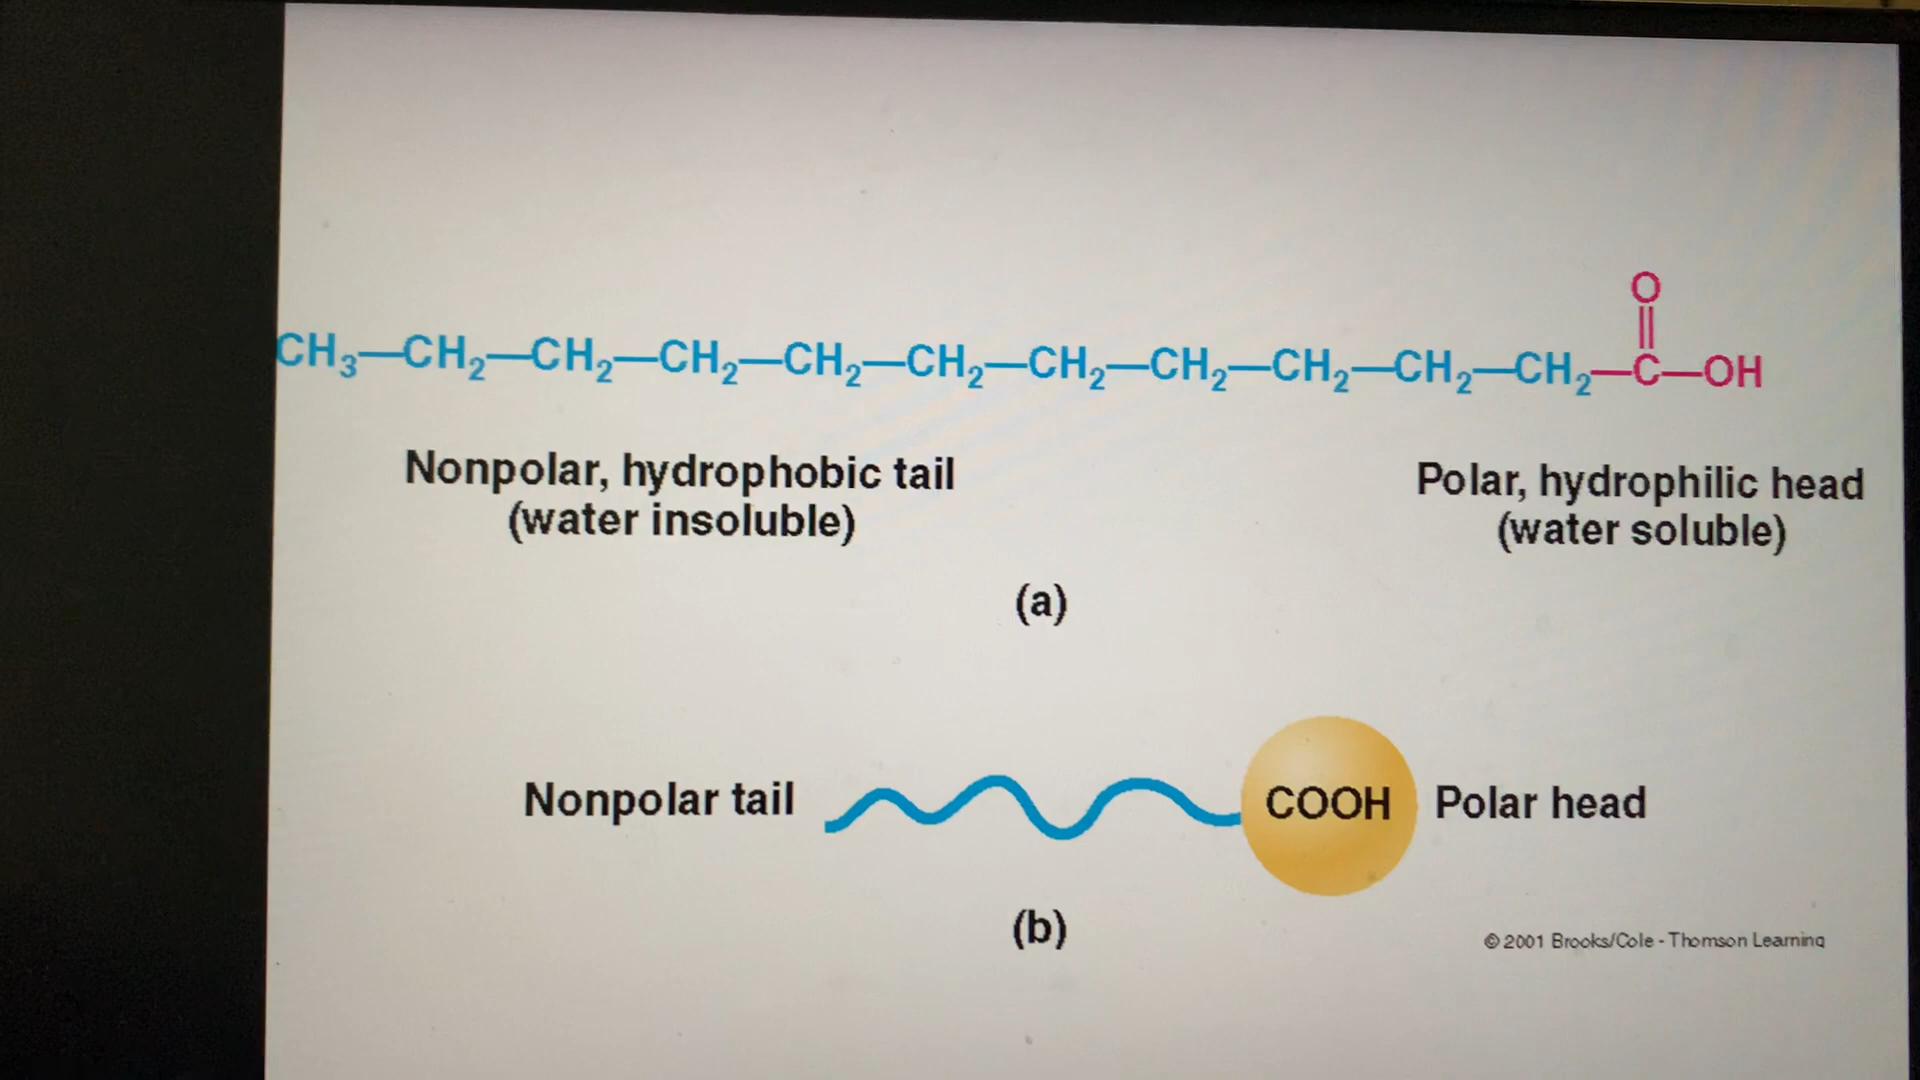 O
CH₃—CH₂—CH₂—CH₂—CH₂—CH₂—CH₂—CH₂—CH₂—CH₂—CH₂—C—OH
Nonpolar, hydrophobic tail
(water insoluble)
Polar, hydrophilic head
(water soluble)
(a)
Nonpolar tail
COOH
Polar head
(b)
© 2001 Brooks/Cole - Thomson Learning